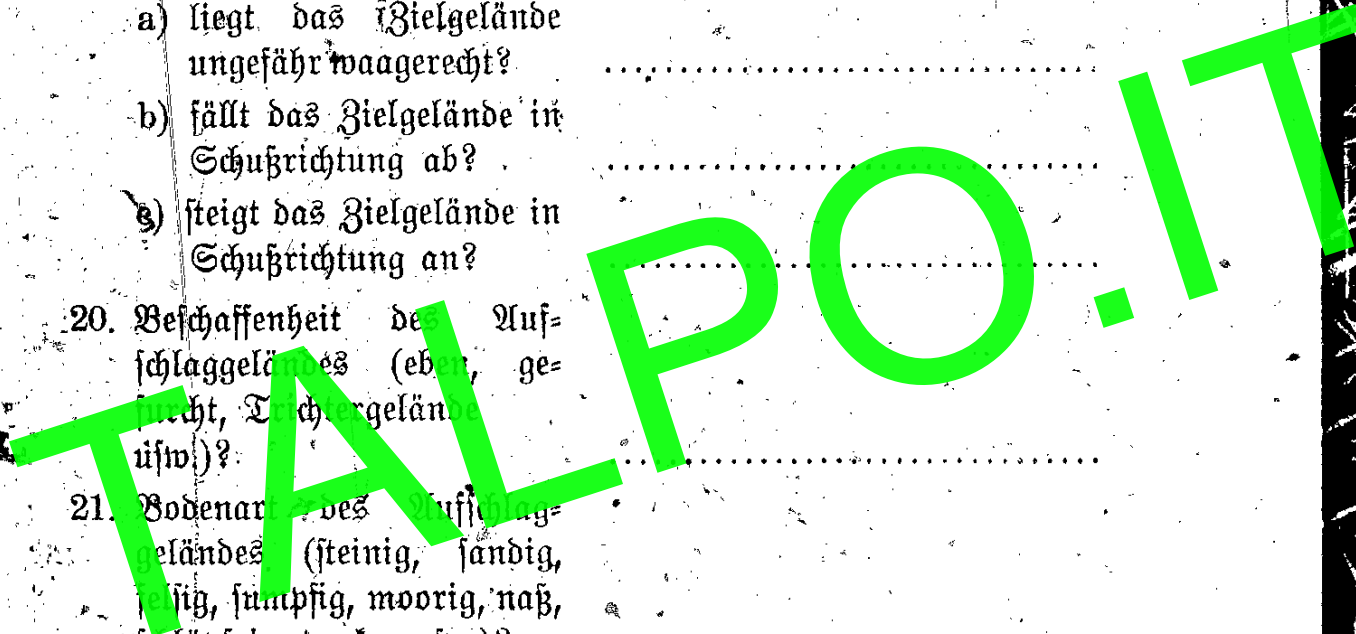 a) liegt das Zielgelände
ungefähr waagerecht?
b) fällt das Zielgelände in
Schußrichtung ab?
c) steigt das Zielgelände in
Schußrichtung an?
20. Beschaffenheit des Auf-
schlaggeländes (eben, ge-
furcht, Trichtergelände
usw.)?
21. Bodenart des Aufschlag-
geländes (steinig, sandig,
felsig, sumpfig, moorig, naß,
TALPO.IT